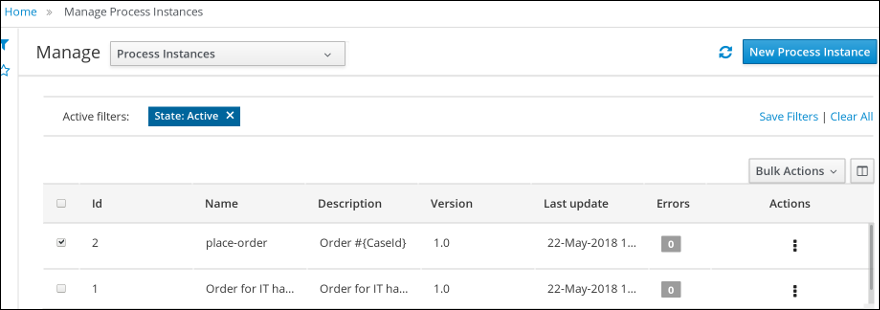 Home » Manage Process Instances
Manage Process Instances New Process Instance
Active filters: State: Active × Save Filters | Clear All
Bulk Actions
Id Name Description Version Last update Errors Actions
2 place-order Order #{CaseId} 1.0 22-May-2018 1... 0
1 Order for IT ha... Order for IT ha... 1.0 22-May-2018 1... 0